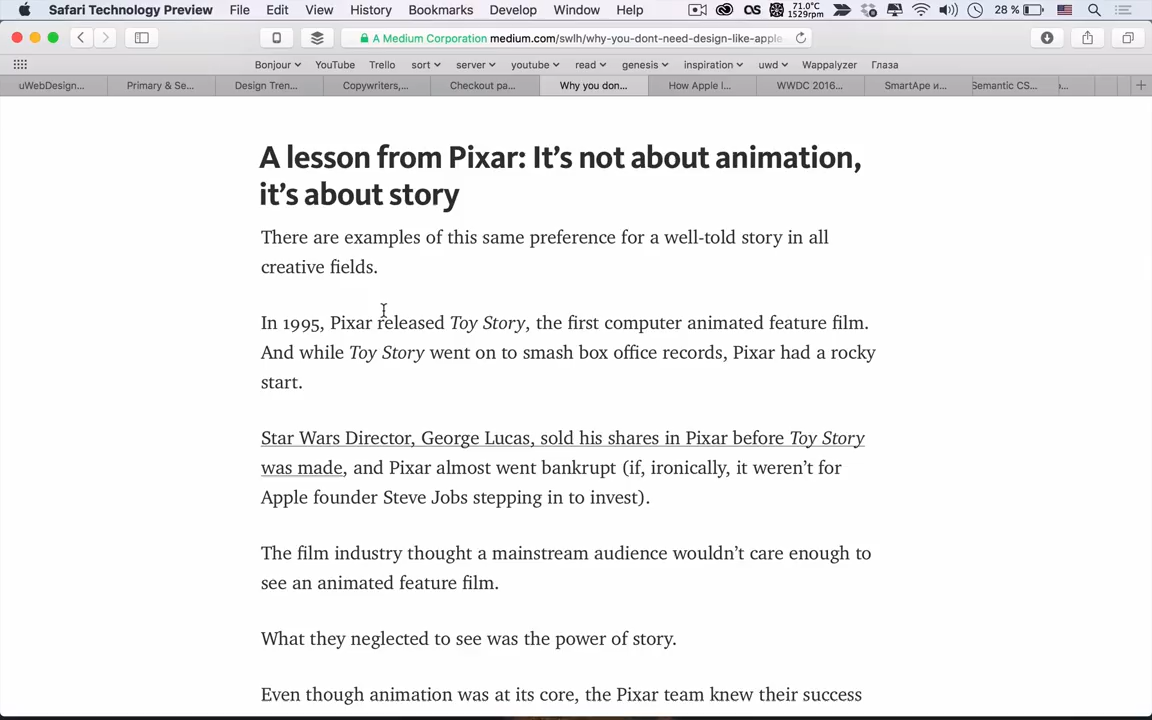 Safari Technology Preview File Edit View History Bookmarks Develop Window Help 71.0°C 1529rpm 28 %
A Medium Corporation medium.com/swlh/why-you-dont-need-design-like-apple-
Bonjour YouTube Trello sort server youtube read genesis inspiration uwd Wappalyzer Глаза
uWebDesign... Primary & Se... Design Tren... Copywriters,... Checkout pa... Why you don... How Apple I... WWDC 2016... SmartApe и... Semantic CS...
A lesson from Pixar: It's not about animation,
it's about story
There are examples of this same preference for a well-told story in all
creative fields.
In 1995, Pixar released Toy Story, the first computer animated feature film.
And while Toy Story went on to smash box office records, Pixar had a rocky
start.
Star Wars Director, George Lucas, sold his shares in Pixar before Toy Story
was made, and Pixar almost went bankrupt (if, ironically, it weren't for
Apple founder Steve Jobs stepping in to invest).
The film industry thought a mainstream audience wouldn't care enough to
see an animated feature film.
What they neglected to see was the power of story.
Even though animation was at its core, the Pixar team knew their success